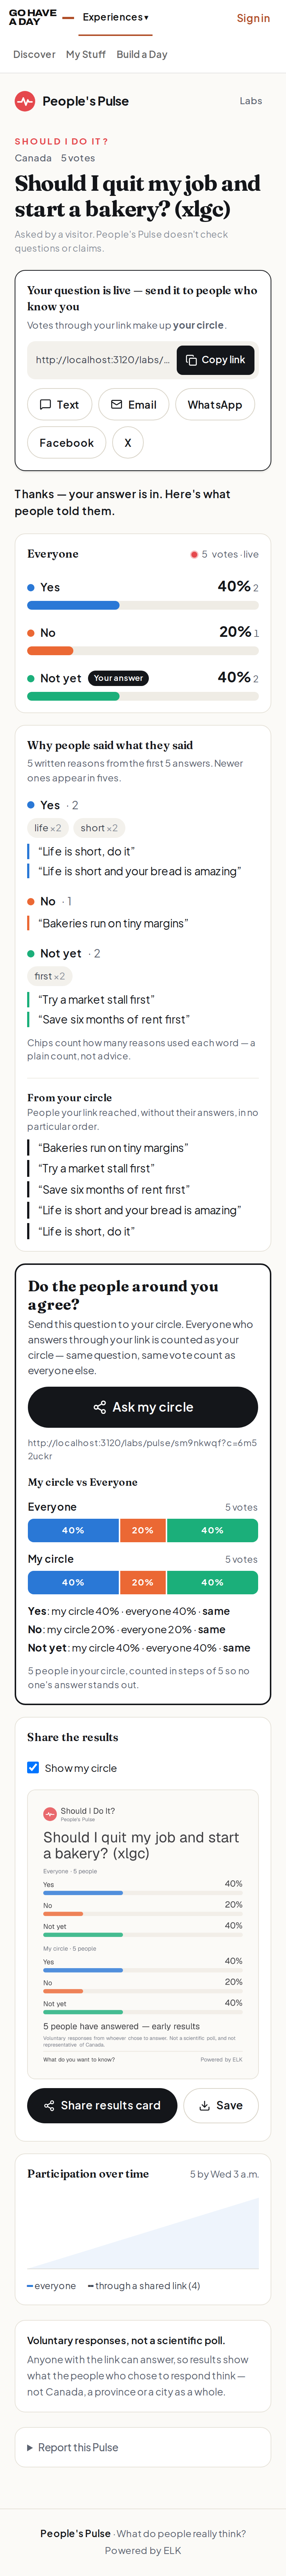 GO HAVE
A DAY
Experiences ▾
Sign in
Discover My Stuff Build a Day
People's Pulse
Labs
SHOULD I DO IT?
Canada 5 votes
Should I quit my job and
start a bakery? (xlgc)
Asked by a visitor. People's Pulse doesn't check
questions or claims.
Your question is live — send it to people who
know you
Votes through your link make up your circle.
http://localhost:3120/labs/...
Copy link
Text
Email
WhatsApp
Facebook
X
Thanks — your answer is in. Here's what
people told them.
Everyone
5 votes · live
Yes
40% 2
No
20% 1
Not yet
Your answer
40% 2
Why people said what they said
5 written reasons from the first 5 answers. Newer
ones appear in fives.
Yes · 2
life ×2
short ×2
“Life is short, do it”
“Life is short and your bread is amazing”
No · 1
“Bakeries run on tiny margins”
Not yet · 2
first ×2
“Try a market stall first”
“Save six months of rent first”
Chips count how many reasons used each word — a
plain count, not advice.
From your circle
People your link reached, without their answers, in no
particular order.
“Bakeries run on tiny margins”
“Try a market stall first”
“Save six months of rent first”
“Life is short and your bread is amazing”
“Life is short, do it”
Do the people around you
agree?
Send this question to your circle. Everyone who
answers through your link is counted as your
circle — same question, same vote count as
everyone else.
Ask my circle
http://localhost:3120/labs/pulse/sm9nkwqf?c=6m5
2uckr
My circle vs Everyone
Everyone
5 votes
40%
20%
40%
My circle
5 votes
40%
20%
40%
Yes: my circle 40% · everyone 40% · same
No: my circle 20% · everyone 20% · same
Not yet: my circle 40% · everyone 40% · same
5 people in your circle, counted in steps of 5 so no
one's answer stands out.
Share the results
Show my circle
Should I Do It?
People's Pulse
Should I quit my job and start
a bakery? (xlgc)
Everyone · 5 people
Yes
40%
No
20%
Not yet
40%
My circle · 5 people
Yes
40%
No
20%
Not yet
40%
5 people have answered — early results
Voluntary responses from whoever chose to answer. Not a scientific poll, and not
representative of Canada.
What do you want to know?
Powered by ELK
Share results card
Save
Participation over time
5 by Wed 3 a.m.
everyone
through a shared link (4)
Voluntary responses, not a scientific poll.
Anyone with the link can answer, so results show
what the people who chose to respond think —
not Canada, a province or a city as a whole.
Report this Pulse
People's Pulse · What do people really think?
Powered by ELK